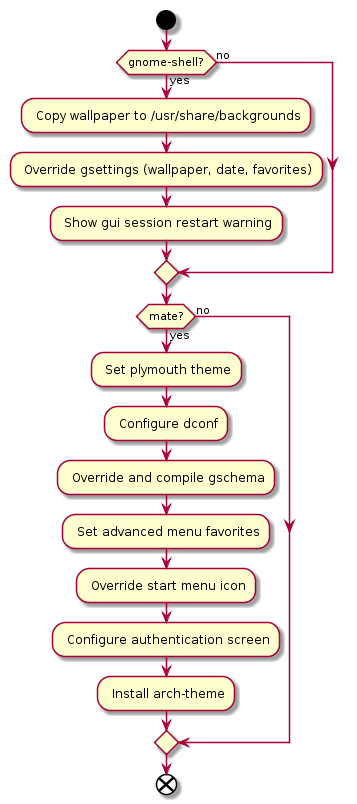 gnome-shell?
no
yes
Copy wallpaper to /usr/share/backgrounds
Override gsettings (wallpaper, date, favorites)
Show gui session restart warning
mate?
no
yes
Set plymouth theme
Configure dconf
Override and compile gschema
Set advanced menu favorites
Override start menu icon
Configure authentication screen
Install arch-theme